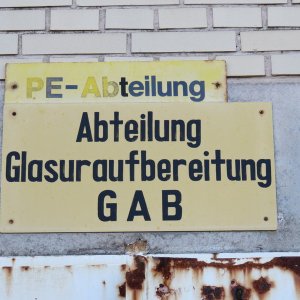 PE-Abteilung
Abteilung
Glasuraufbereitung
GAB